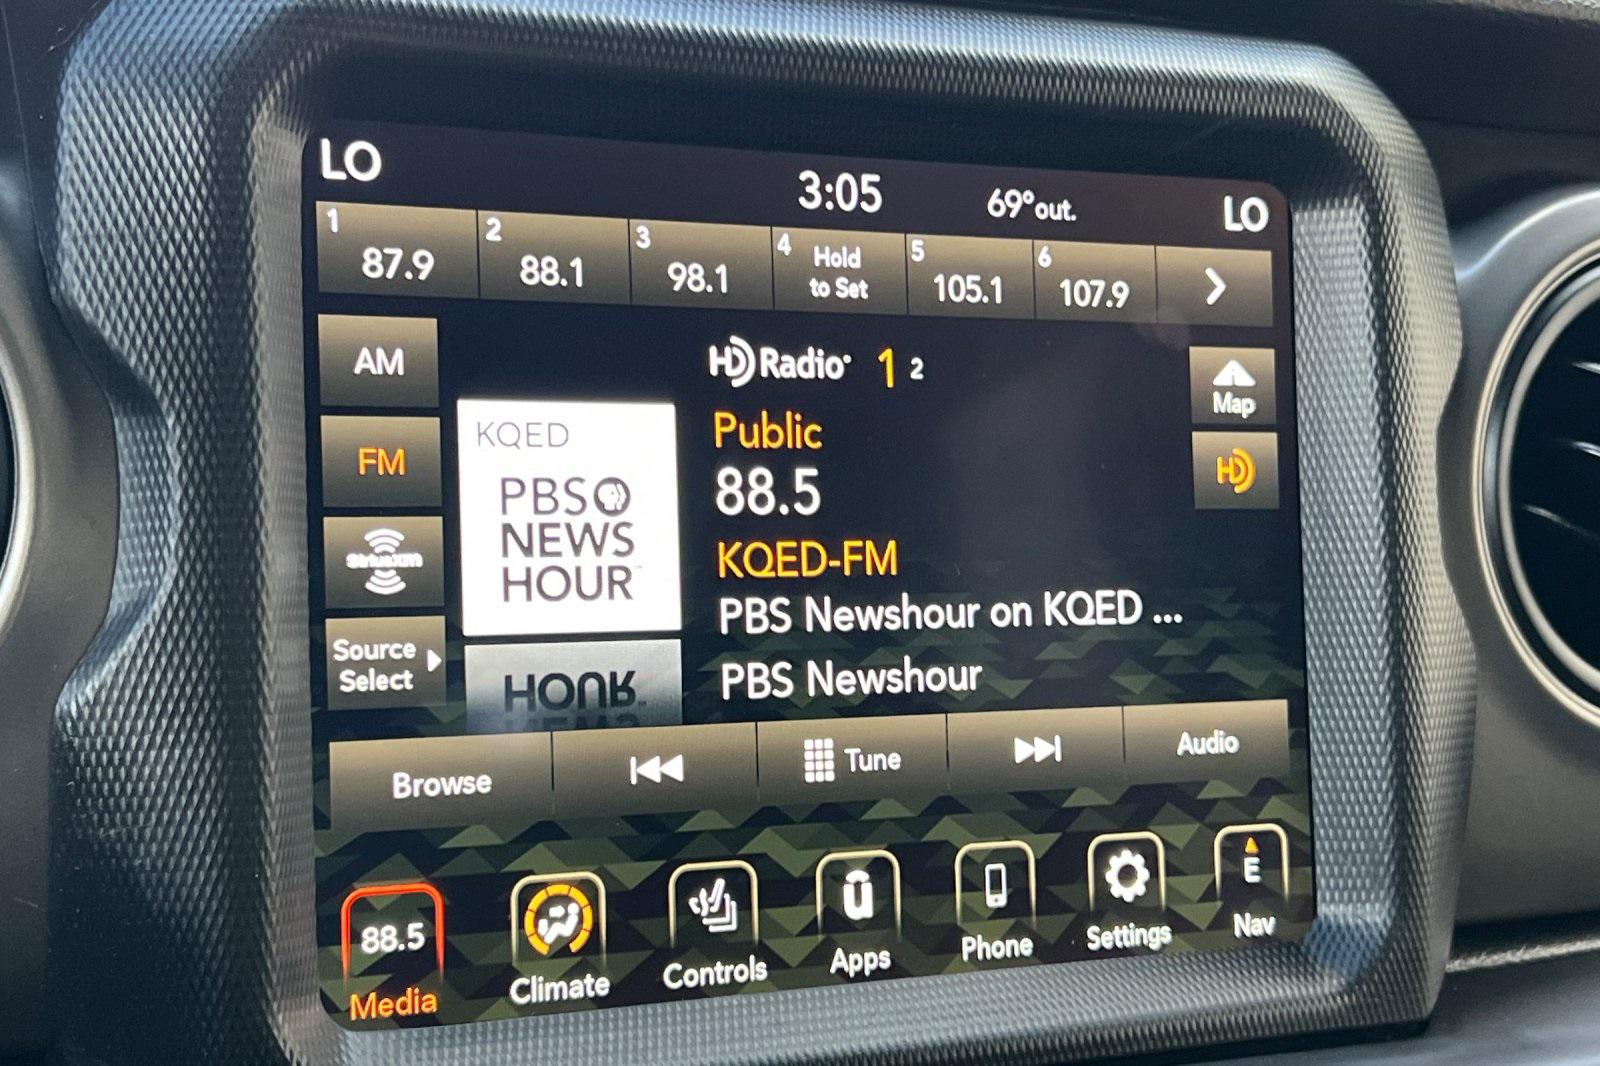 LO
3:05
69°out.
LO
1 87.9
2 88.1
3 98.1
4 Hold
to Set
5 105.1
6 107.9
AM
FM
SiriusXM
Source
Select
KQED
PBS
NEWS
HOUR
HOUR
HD Radio 1 2
Public
88.5
KQED-FM
PBS Newshour on KQED ...
PBS Newshour
Map
HD
Browse
Tune
Audio
88.5
Media
Climate
Controls
Apps
Phone
Settings
E
Nav